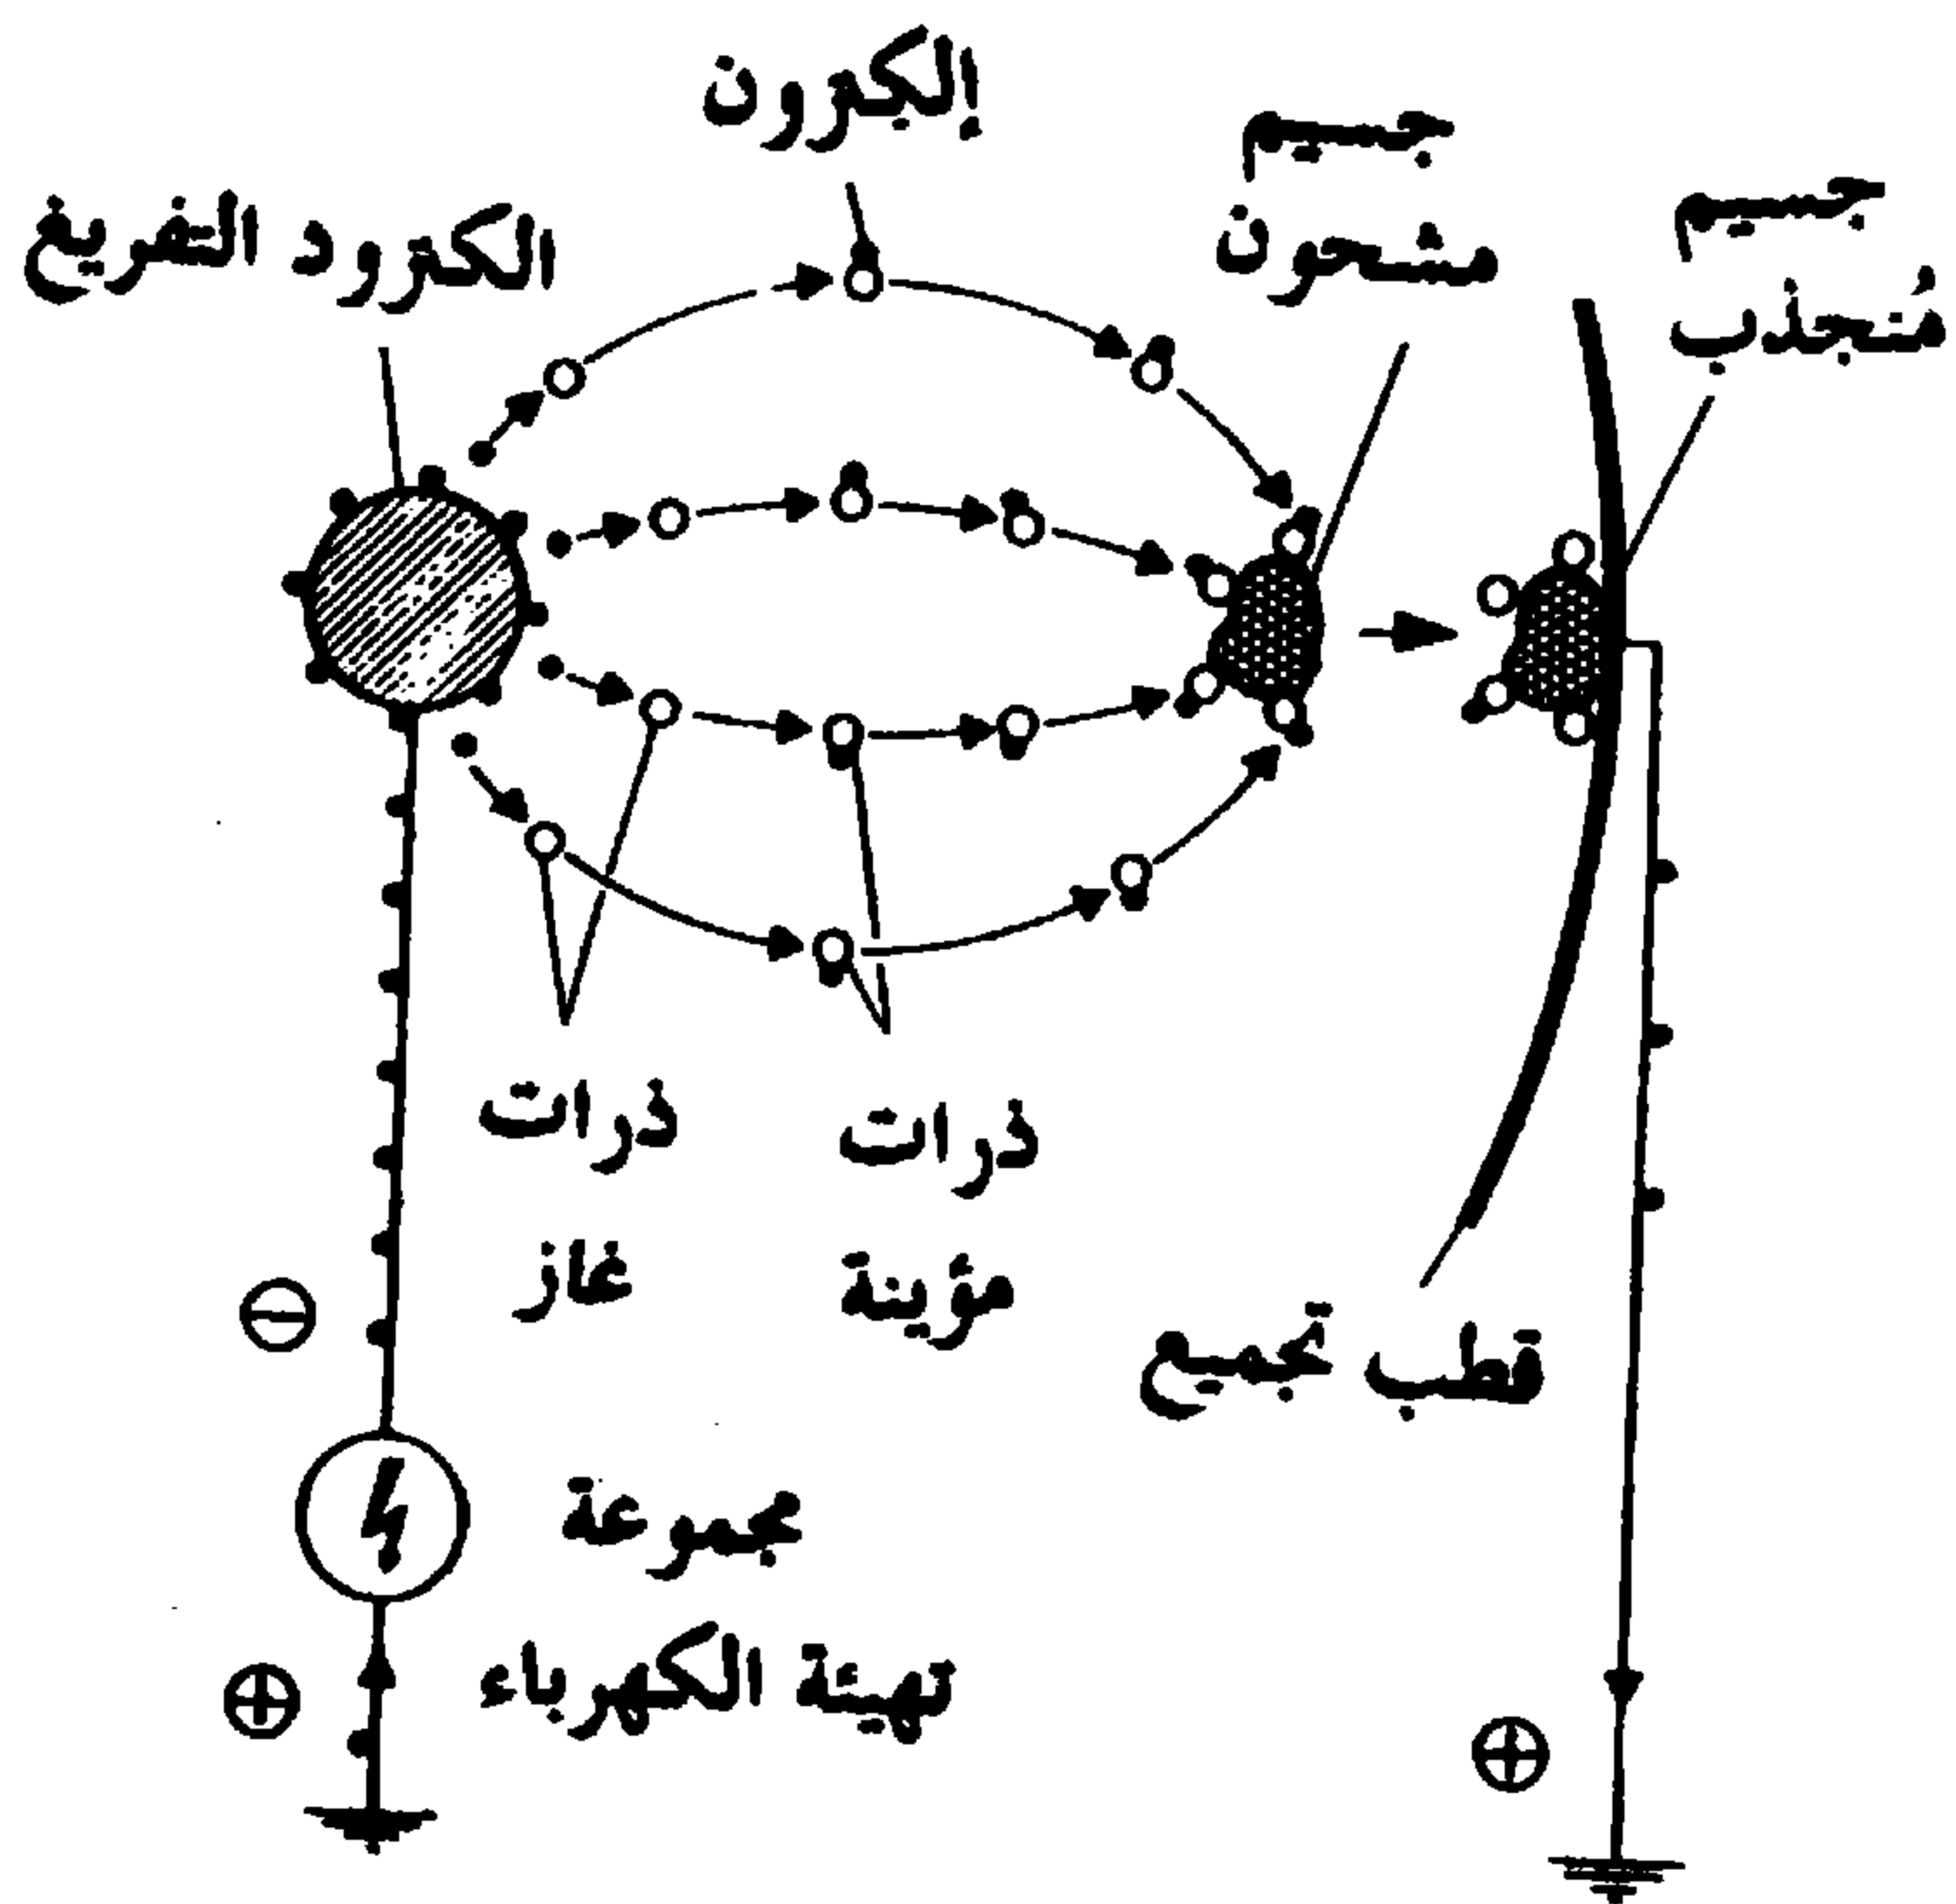 إلكترون
جسيم
مشحون
جسيم
مُنجذب
الكترود التفريغ
ذرات
غاز
ذرات
مؤينة
قطب تجميع
مجموعة
تهيئة الكهرباء